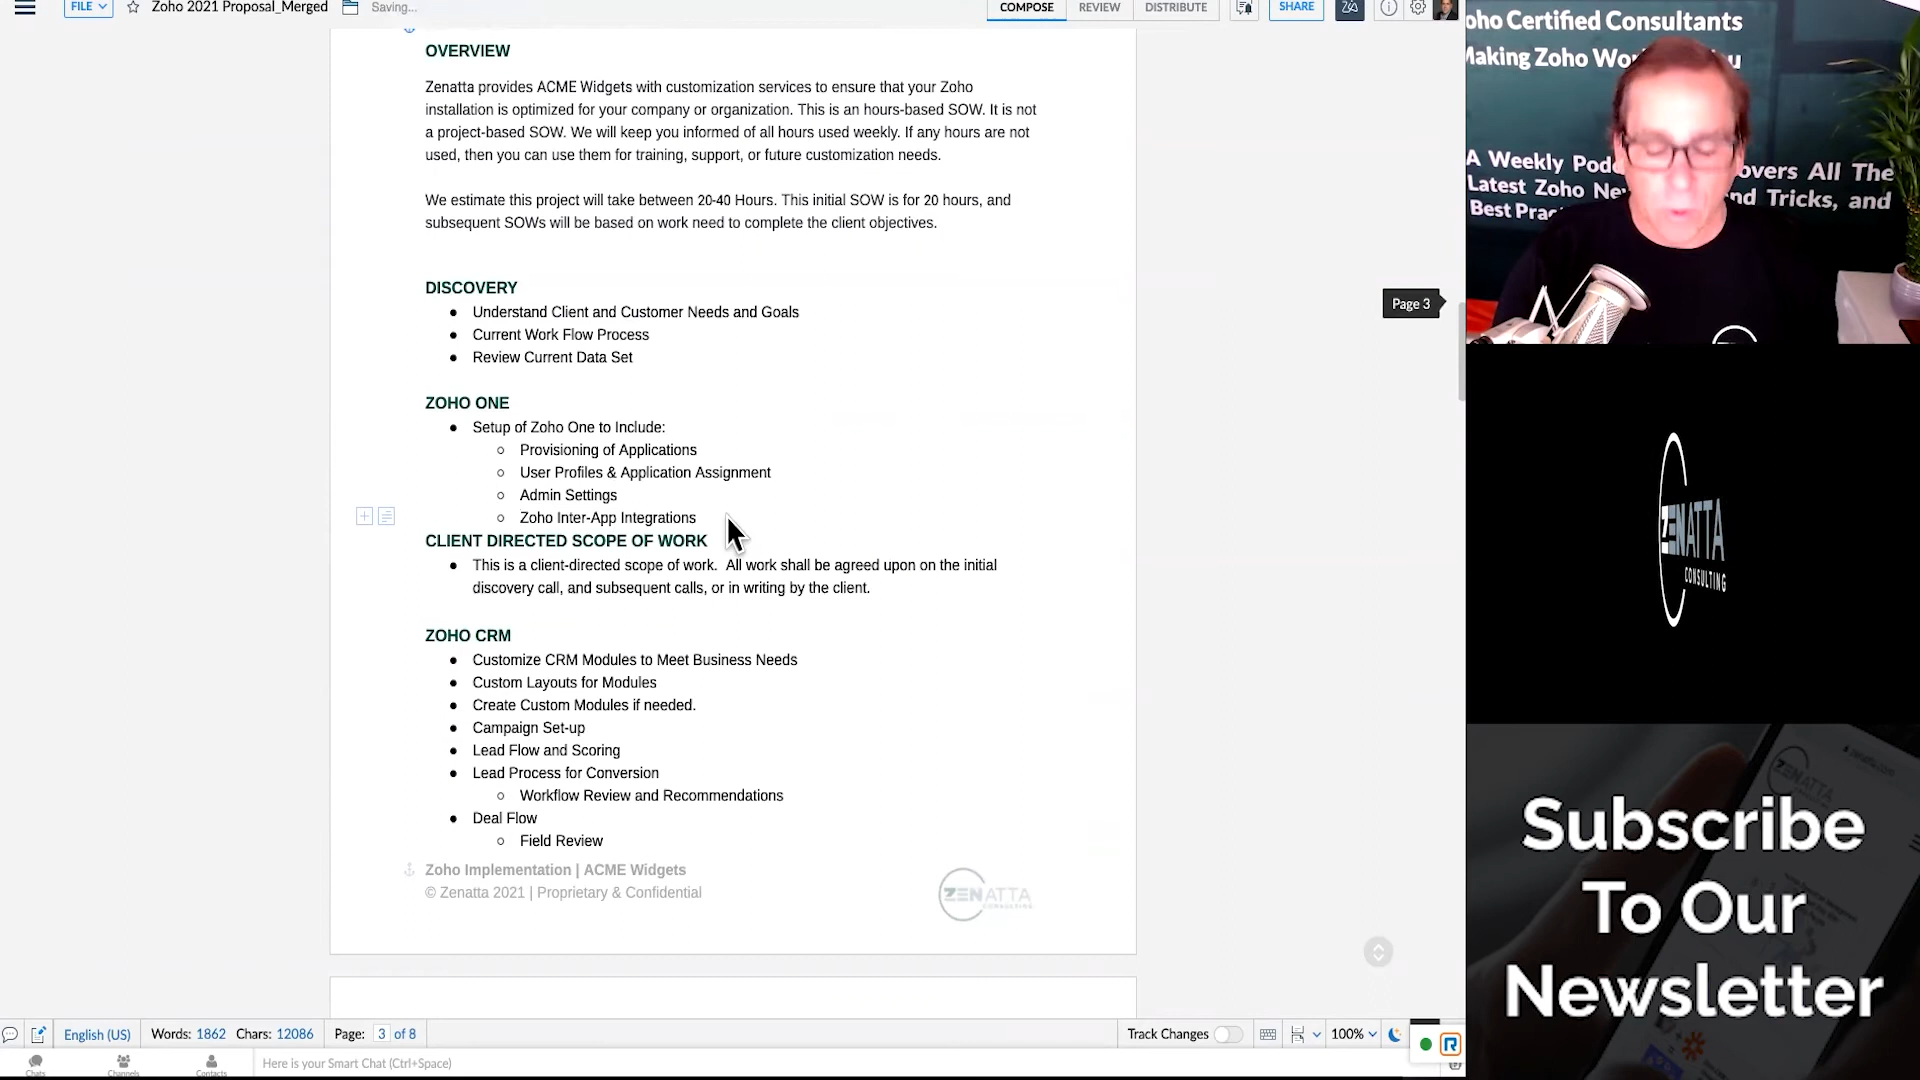 FILE
Zoho 2021 Proposal_Merged
Saving...
COMPOSE
REVIEW
DISTRIBUTE
SHARE
OVERVIEW
Zenatta provides ACME Widgets with customization services to ensure that your Zoho
installation is optimized for your company or organization. This is an hours-based SOW. It is not
a project-based SOW. We will keep you informed of all hours used weekly. If any hours are not
used, then you can use them for training, support, or future customization needs.
We estimate this project will take between 20-40 Hours. This initial SOW is for 20 hours, and
subsequent SOWs will be based on work need to complete the client objectives.
DISCOVERY
● Understand Client and Customer Needs and Goals
● Current Work Flow Process
● Review Current Data Set
ZOHO ONE
● Setup of Zoho One to Include:
○ Provisioning of Applications
○ User Profiles & Application Assignment
○ Admin Settings
○ Zoho Inter-App Integrations
CLIENT DIRECTED SCOPE OF WORK
● This is a client-directed scope of work. All work shall be agreed upon on the initial
discovery call, and subsequent calls, or in writing by the client.
ZOHO CRM
● Customize CRM Modules to Meet Business Needs
● Custom Layouts for Modules
● Create Custom Modules if needed.
● Campaign Set-up
● Lead Flow and Scoring
● Lead Process for Conversion
○ Workflow Review and Recommendations
● Deal Flow
○ Field Review
Zoho Implementation | ACME Widgets
© Zenatta 2021 | Proprietary & Confidential
ZENATTA
CONSULTING
Page 3
English (US)
Words: 1862 Chars: 12086
Page: 3 of 8
Track Changes
100%
Chats
Channels
Contacts
Here is your Smart Chat (Ctrl+Space)
oho Certified Consultants
Making Zoho Wo u
A Weekly Pod overs All The
Latest Zoho Ne nd Tricks, and
Best Prac
ZENATTA
CONSULTING
Subscribe
To Our
Newsletter